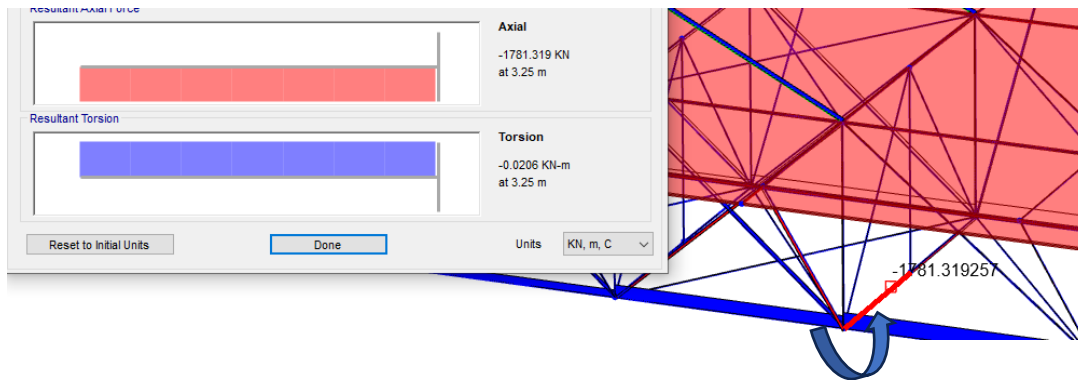 Resultant Axial Force
Axial
-1781.319 KN
at 3.25 m
Resultant Torsion
Torsion
-0.0206 KN-m
at 3.25 m
Reset to Initial Units
Done
Units
KN, m, C
-1781.319257